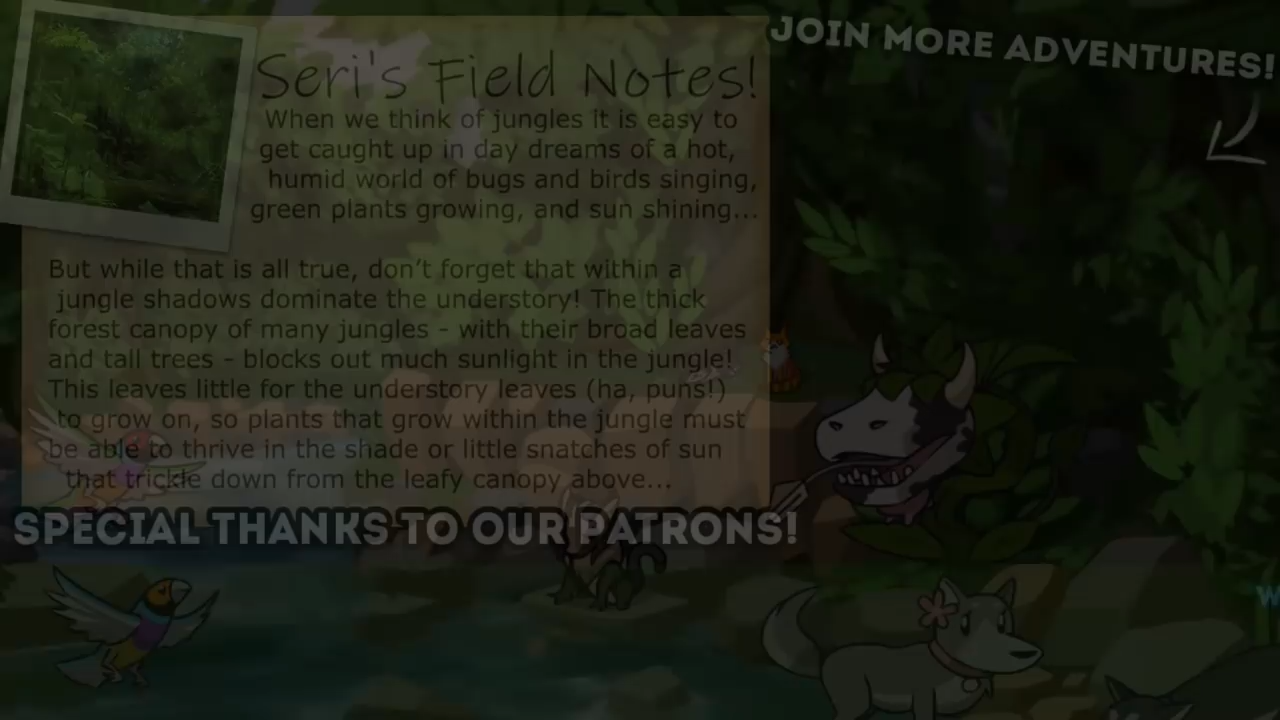 JOIN MORE ADVENTURES!
Seri's Field Notes!
When we think of jungles it is easy to
get caught up in day dreams of a hot,
humid world of bugs and birds singing,
green plants growing, and sun shining...
But while that is all true, don't forget that within a
jungle shadows dominate the understory! The thick
forest canopy of many jungles - with their broad leaves
and tall trees - blocks out much sunlight in the jungle!
This leaves little for the understory leaves (ha, puns!)
to grow on, so plants that grow within the jungle must
be able to thrive in the shade or little snatches of sun
that trickle down from the leafy canopy above...
SPECIAL THANKS TO OUR PATRONS!